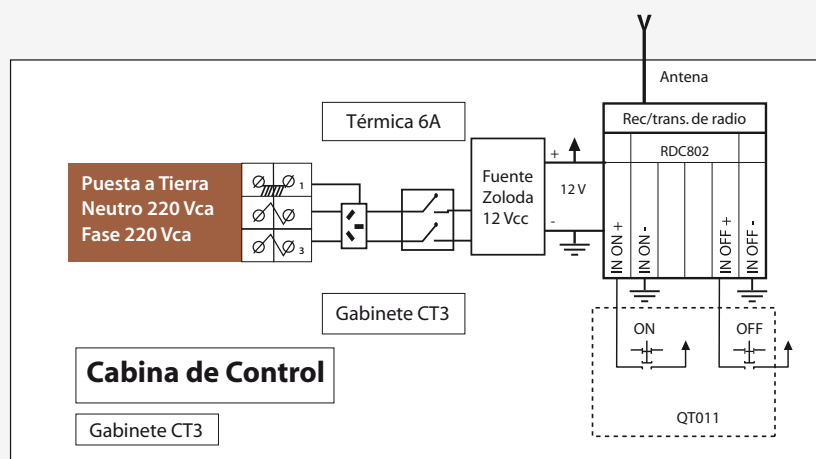 Antena
Térmica 6A
Rec/trans. de radio
RDC802
Puesta a Tierra
Neutro 220 Vca
Fase 220 Vca
1
3
Fuente
Zoloda
12 Vcc
+
12 V
-
IN ON +
IN ON -
IN OFF +
IN OFF -
Gabinete CT3
ON
OFF
QT011
Cabina de Control
Gabinete CT3